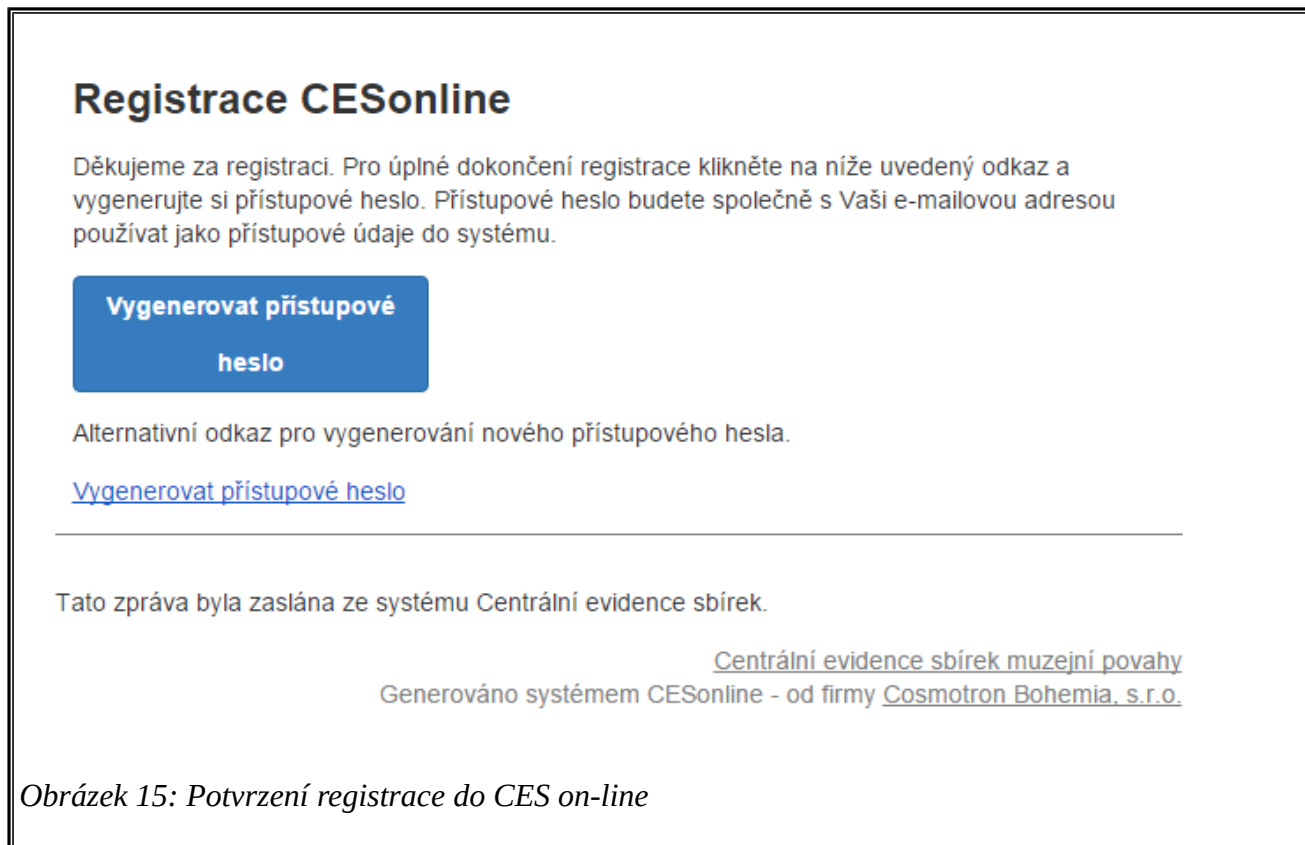 Registrace CESonline
Děkujeme za registraci. Pro úplné dokončení registrace klikněte na níže uvedený odkaz a
vygenerujte si přístupové heslo. Přístupové heslo budete společně s Vaši e-mailovou adresou
používat jako přístupové údaje do systému.
Vygenerovat přístupové
heslo
Alternativní odkaz pro vygenerování nového přístupového hesla.
Vygenerovat přístupové heslo
Tato zpráva byla zaslána ze systému Centrální evidence sbírek.
Centrální evidence sbírek muzejní povahy
Generováno systémem CESonline - od firmy Cosmotron Bohemia, s.r.o.
Obrázek 15: Potvrzení registrace do CES on-line